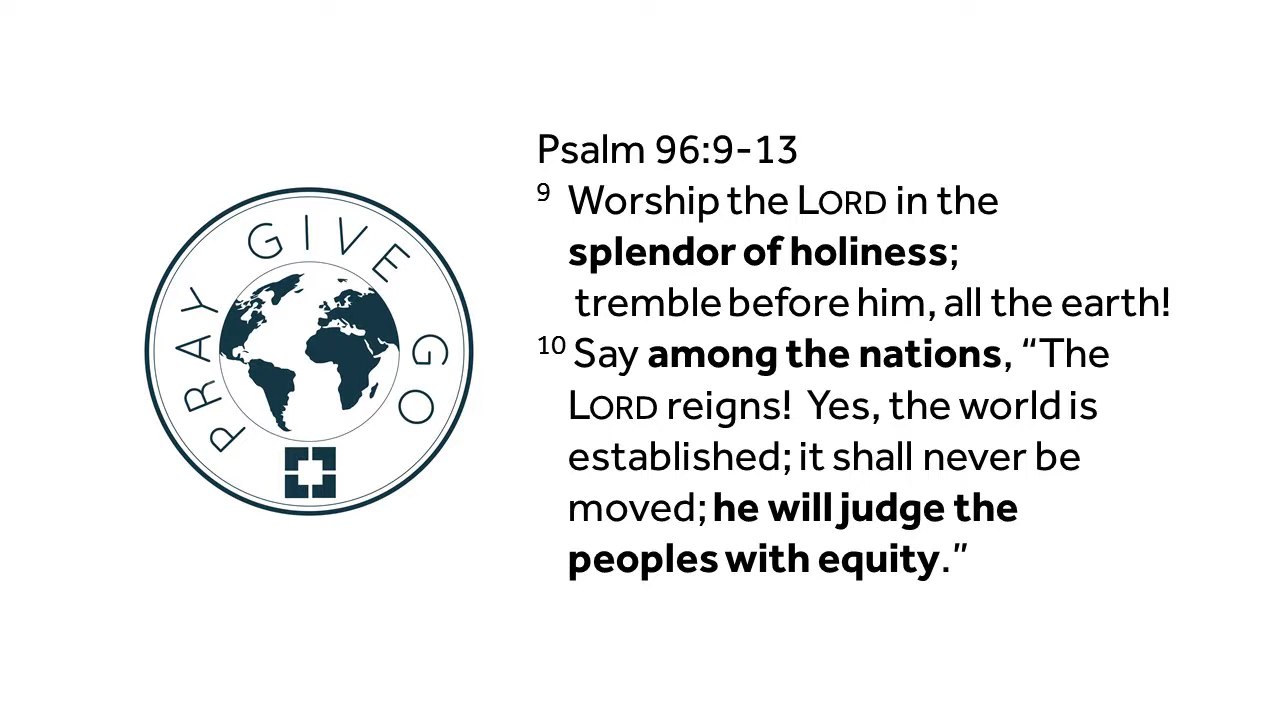 PRAY GIVE GO
Psalm 96:9-13
9 Worship the LORD in the
splendor of holiness;
tremble before him, all the earth!
10 Say among the nations, “The
LORD reigns! Yes, the world is
established; it shall never be
moved; he will judge the
peoples with equity.”